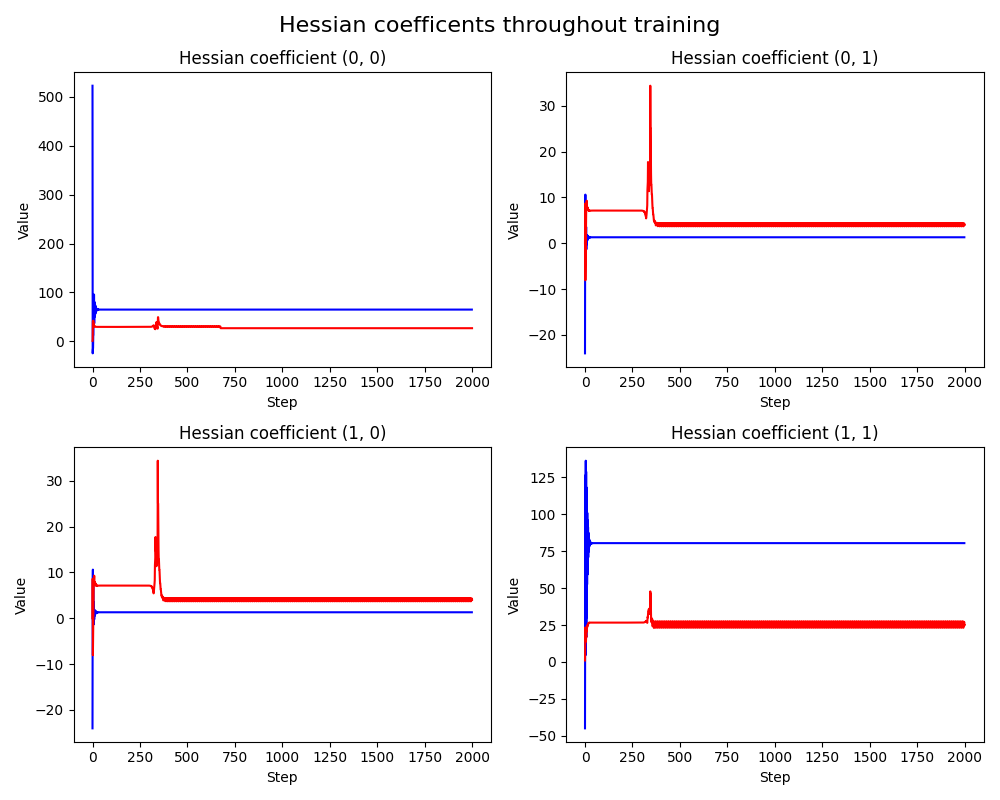 Hessian coefficents throughout training
Hessian coefficient (0, 0)
500
400
300
200
100
0
Value
0 250 500 750 1000 1250 1500 1750 2000
Step
Hessian coefficient (0, 1)
30
20
10
0
−10
−20
Value
0 250 500 750 1000 1250 1500 1750 2000
Step
Hessian coefficient (1, 0)
30
20
10
0
−10
−20
Value
0 250 500 750 1000 1250 1500 1750 2000
Step
Hessian coefficient (1, 1)
125
100
75
50
25
0
−25
−50
Value
0 250 500 750 1000 1250 1500 1750 2000
Step